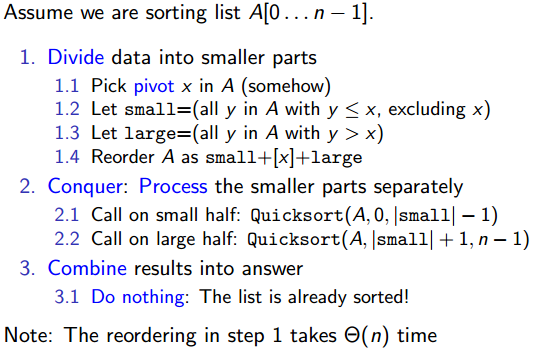 Assume we are sorting list A[0 . . . n − 1].
1. Divide data into smaller parts
1.1 Pick pivot x in A (somehow)
1.2 Let small=(all y in A with y ≤ x, excluding x)
1.3 Let large=(all y in A with y > x)
1.4 Reorder A as small+[x]+large
2. Conquer: Process the smaller parts separately
2.1 Call on small half: Quicksort(A, 0, |small| − 1)
2.2 Call on large half: Quicksort(A, |small| + 1, n − 1)
3. Combine results into answer
3.1 Do nothing: The list is already sorted!
Note: The reordering in step 1 takes Θ(n) time